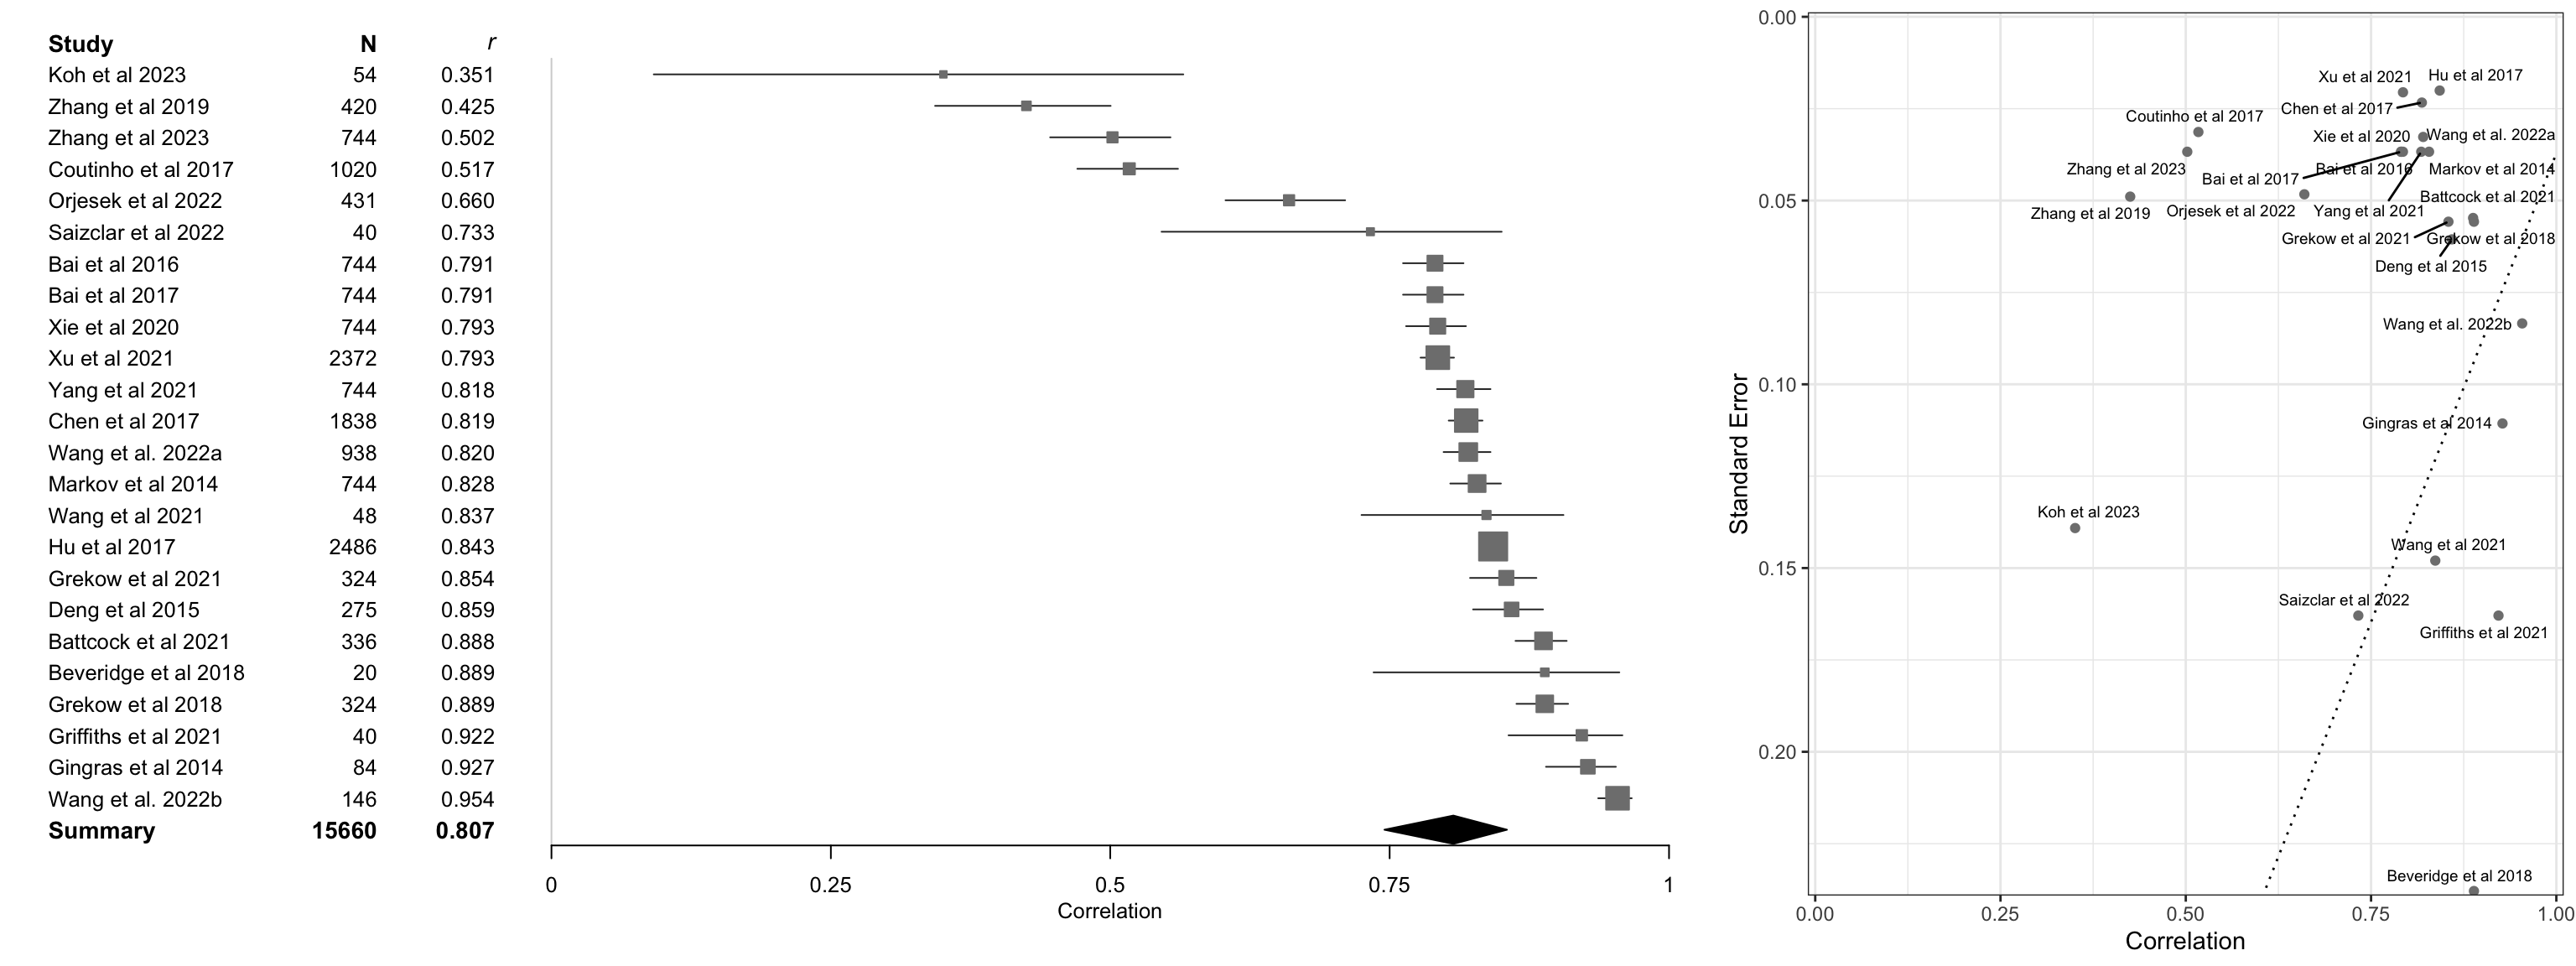 Study N r
Koh et al 2023 54 0.351
Zhang et al 2019 420 0.425
Zhang et al 2023 744 0.502
Coutinho et al 2017 1020 0.517
Orjesek et al 2022 431 0.660
Saizclar et al 2022 40 0.733
Bai et al 2016 744 0.791
Bai et al 2017 744 0.791
Xie et al 2020 744 0.793
Xu et al 2021 2372 0.793
Yang et al 2021 744 0.818
Chen et al 2017 1838 0.819
Wang et al. 2022a 938 0.820
Markov et al 2014 744 0.828
Wang et al 2021 48 0.837
Hu et al 2017 2486 0.843
Grekow et al 2021 324 0.854
Deng et al 2015 275 0.859
Battcock et al 2021 336 0.888
Beveridge et al 2018 20 0.889
Grekow et al 2018 324 0.889
Griffiths et al 2021 40 0.922
Gingras et al 2014 84 0.927
Wang et al. 2022b 146 0.954
Summary 15660 0.807
0 0.25 0.5 0.75 1
Correlation
Standard Error
0.00
0.05
0.10
0.15
0.20
Xu et al 2021
Hu et al 2017
Chen et al 2017
Coutinho et al 2017
Xie et al 2020
Wang et al. 2022a
Zhang et al 2023
Bai et al 2016
Markov et al 2014
Bai et al 2017
Battcock et al 2021
Zhang et al 2019
Orjesek et al 2022
Yang et al 2021
Grekow et al 2021
Grekow et al 2018
Deng et al 2015
Wang et al. 2022b
Gingras et al 2014
Koh et al 2023
Wang et al 2021
Saizclar et al 2022
Griffiths et al 2021
Beveridge et al 2018
0.00 0.25 0.50 0.75 1.00
Correlation